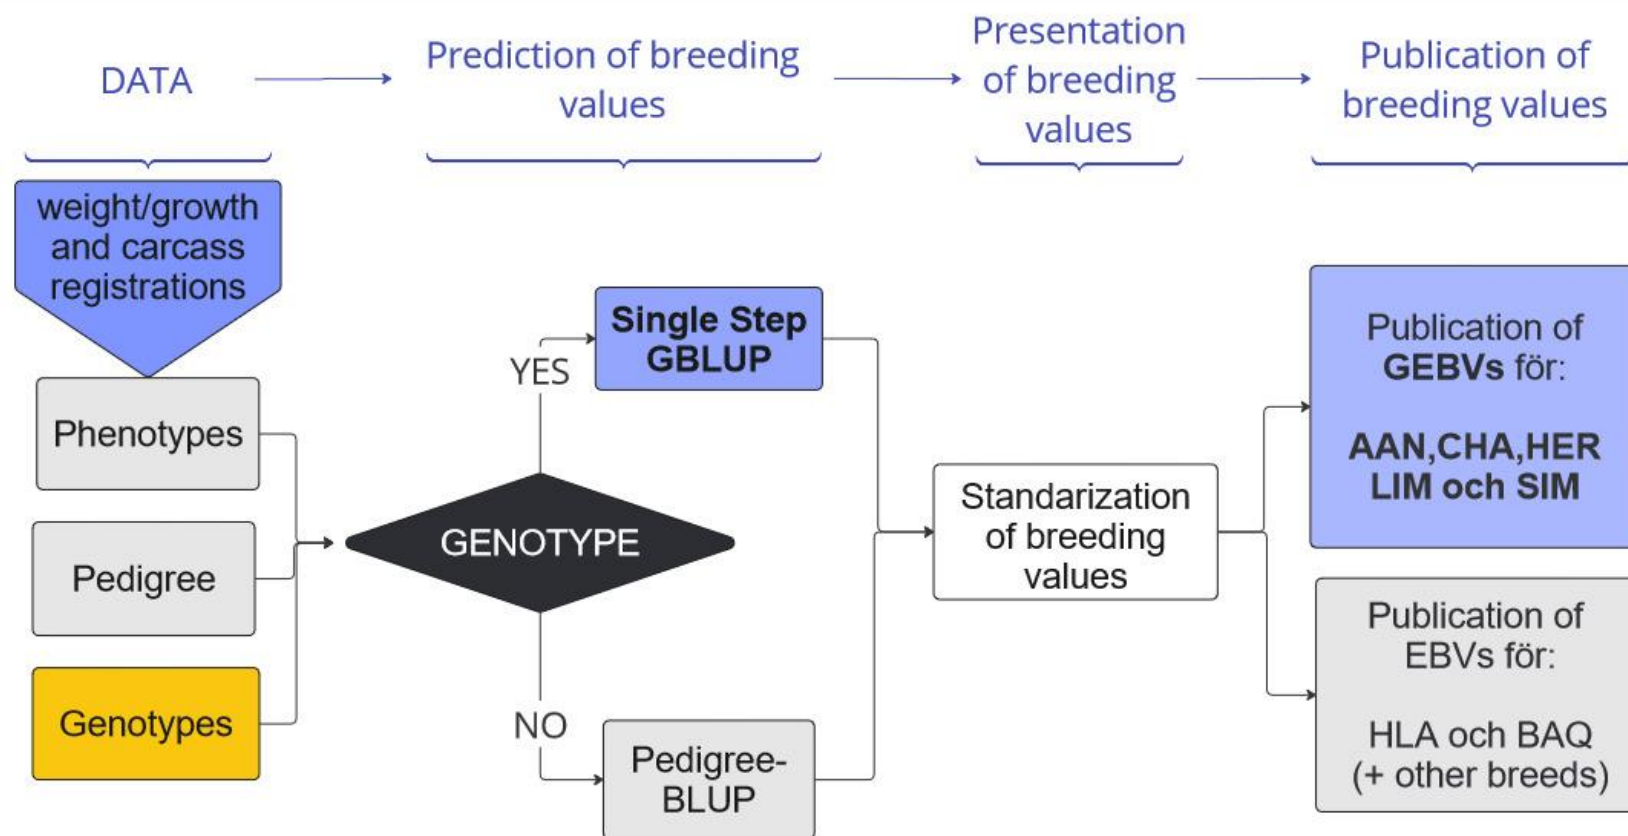 DATA
Prediction of breeding
values
Presentation
of breeding
values
Publication of
breeding values
weight/growth
and carcass
registrations
Phenotypes
Pedigree
Genotypes
GENOTYPE
YES
NO
Single Step
GBLUP
Pedigree-
BLUP
Standarization
of breeding
values
Publication of
GEBVs för:
AAN,CHA,HER
LIM och SIM
Publication of
EBVs för:
HLA och BAQ
(+ other breeds)